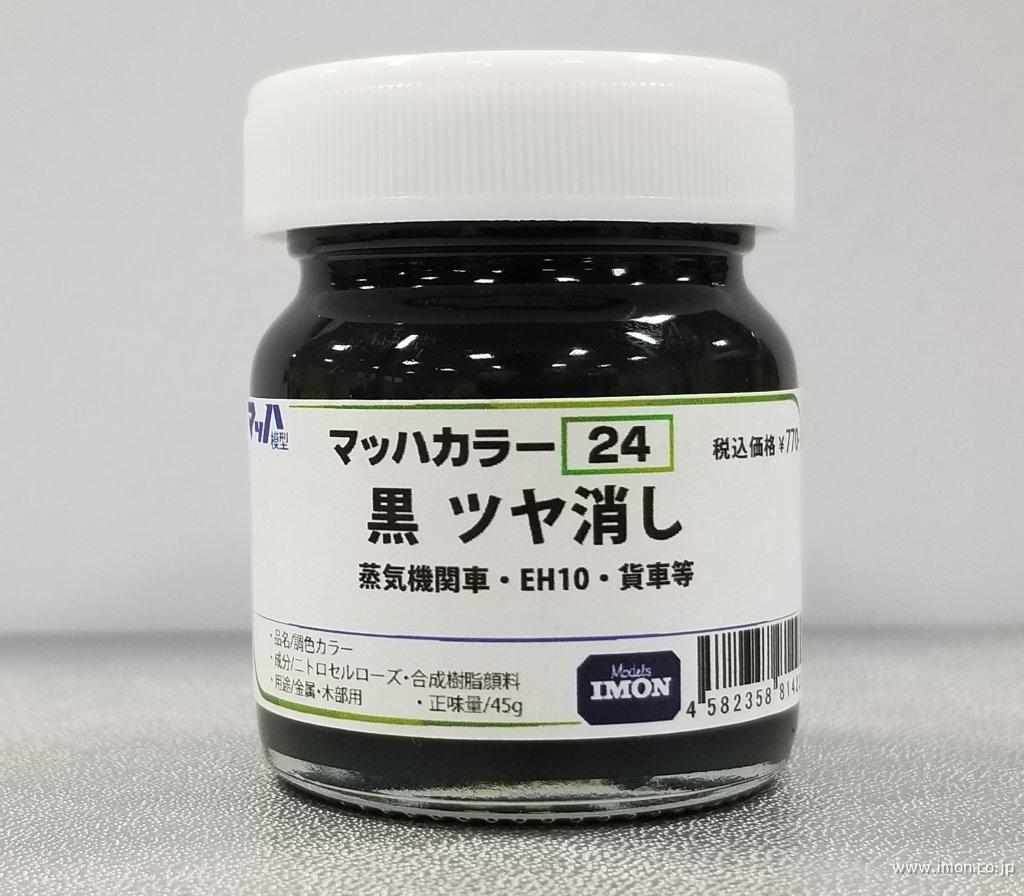 マッハ模型
マッハカラー 24
税込価格¥770
黒 ツヤ消し
蒸気機関車・EH10・貨車等
・品名/調色カラー
・成分/ニトロセルローズ・合成樹脂顔料
・用途/金属・木部用
・正味量/45g
Models
IMON
4 582358
www.imon.co.jp